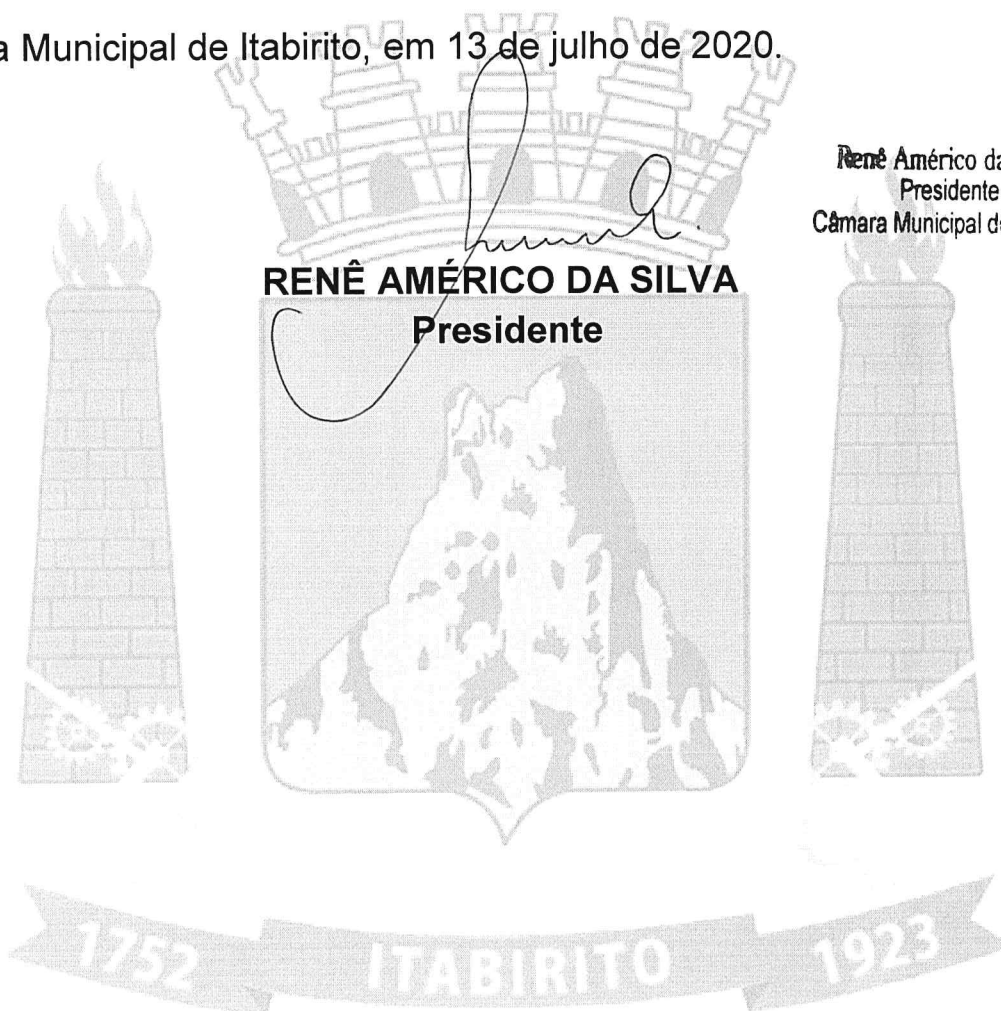 a Municipal de Itabirito, em 13 de julho de 2020.
Renê Américo da
Presidente
Câmara Municipal d
RENÊ AMÉRICO DA SILVA
Presidente
1752 ITABIRITO 1923